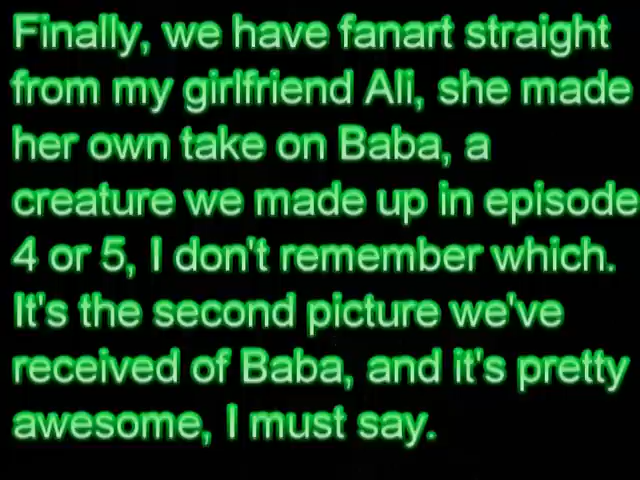 Finally, we have fanart straight
from my girlfriend Ali, she made
her own take on Baba, a
creature we made up in episode
4 or 5, I don't remember which.
It's the second picture we've
received of Baba, and it's pretty
awesome, I must say.